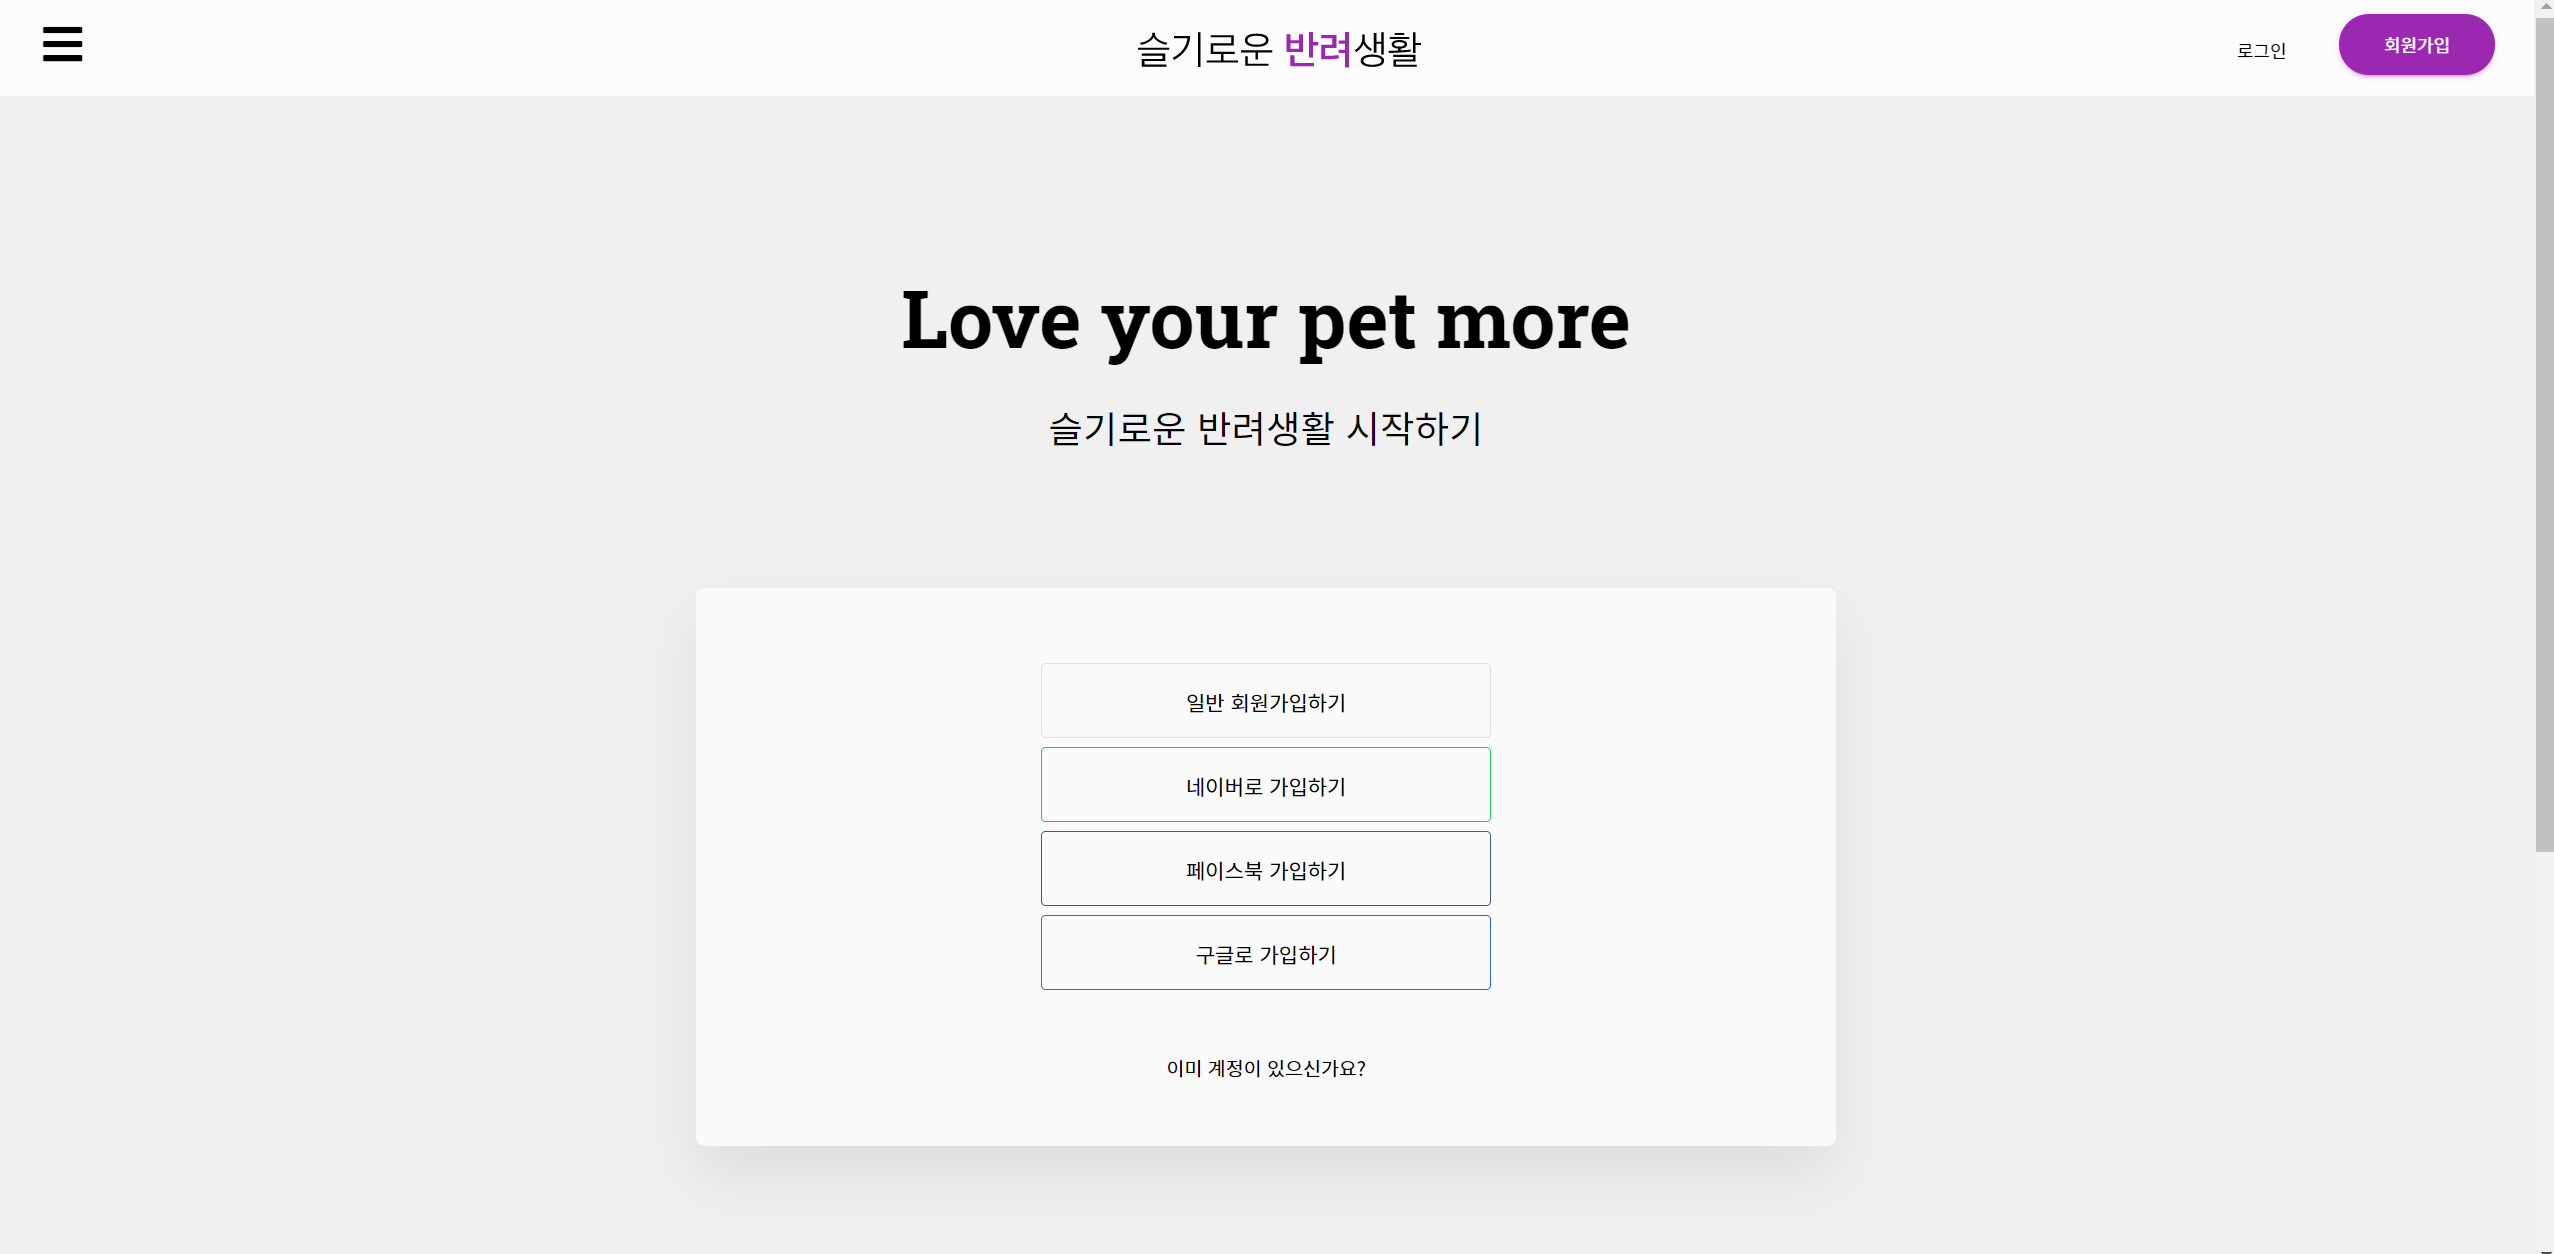 슬기로운 반려생활
로그인
회원가입
Love your pet more
슬기로운 반려생활 시작하기
일반 회원가입하기
네이버로 가입하기
페이스북 가입하기
구글로 가입하기
이미 계정이 있으신가요?